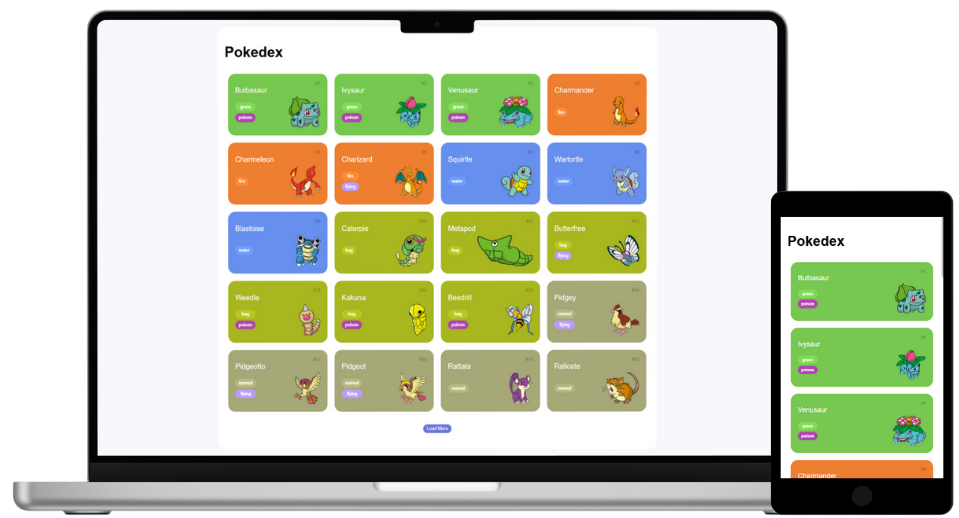 Pokedex
#1 #2 #3 #4
Bulbasaur Ivysaur Venusaur Charmander
grass grass grass
fire
poison poison poison
#5 #6 #7 #8
Charmeleon Charizard Squirtle Wartortle
fire
fire water water
flying
#9 #10 #11 #12
Blastoise Caterpie Metapod Butterfree
bug
water bug bug
flying
#13 #14 #15 #16
Weedle Kakuna Beedrill Pidgey
bug bug bug normal
poison poison poison flying
#17 #18 #19 #20
Pidgeotto Pidgeot Rattata Raticate
normal normal
normal normal
flying flying
Load More
Pokedex
Bulbasaur
grass
poison
Ivysaur
grass
poison
Venusaur
grass
poison
Charmander